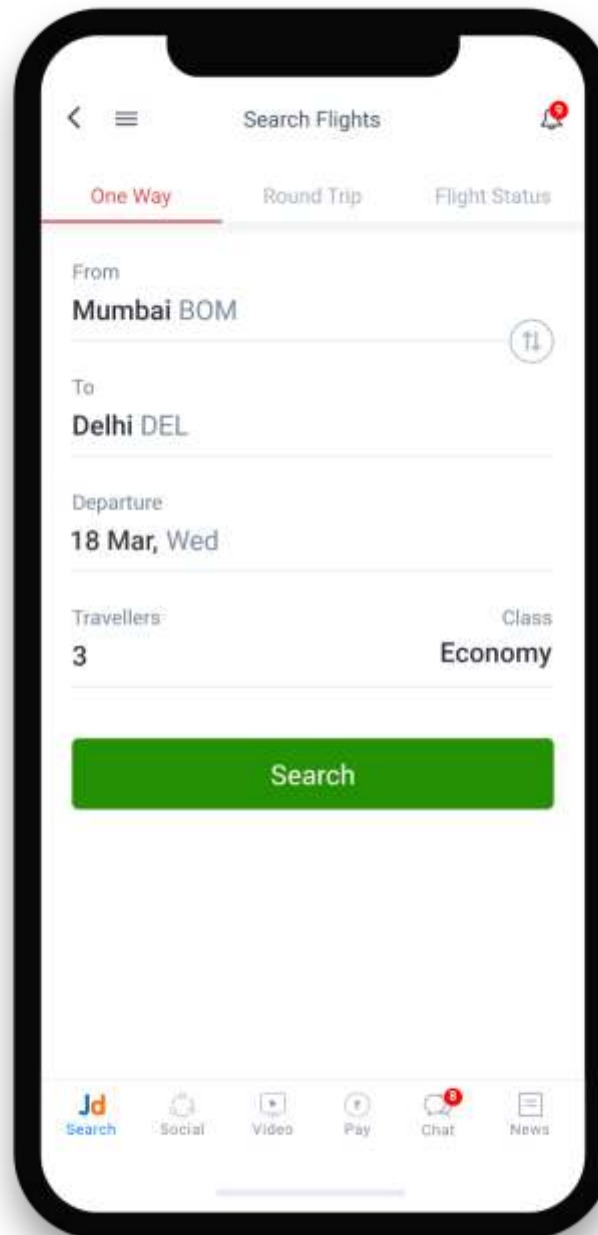 Search Flights
9
One Way Round Trip Flight Status
From
Mumbai BOM
To
Delhi DEL
Departure
18 Mar, Wed
Travellers Class
3 Economy
Search
Jd
8
Search Social Video Pay Chat News